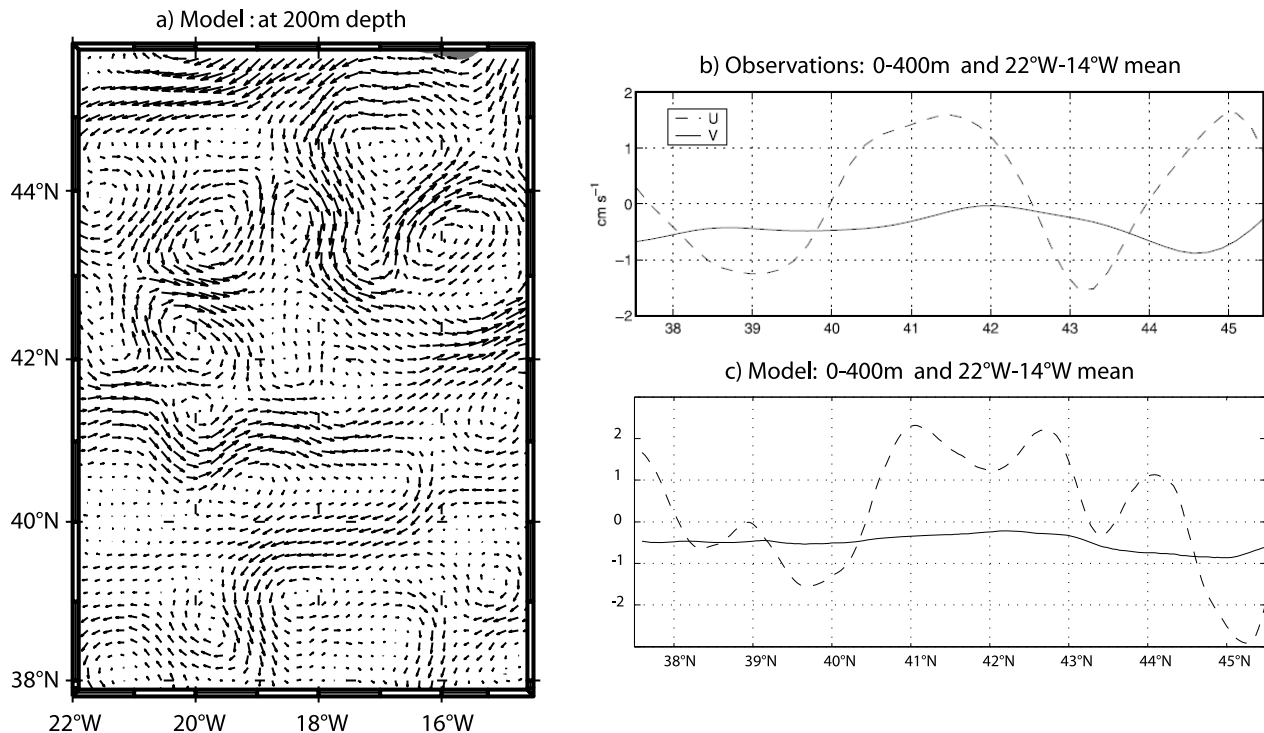 a) Model : at 200m depth
44°N
42°N
40°N
38°N
22°W 20°W 18°W 16°W
b) Observations: 0-400m and 22°W-14°W mean
U
V
cm s⁻¹
2
1
0
−1
−2
38 39 40 41 42 43 44 45
c) Model: 0-400m and 22°W-14°W mean
2
1
0
-1
-2
38°N 39°N 40°N 41°N 42°N 43°N 44°N 45°N